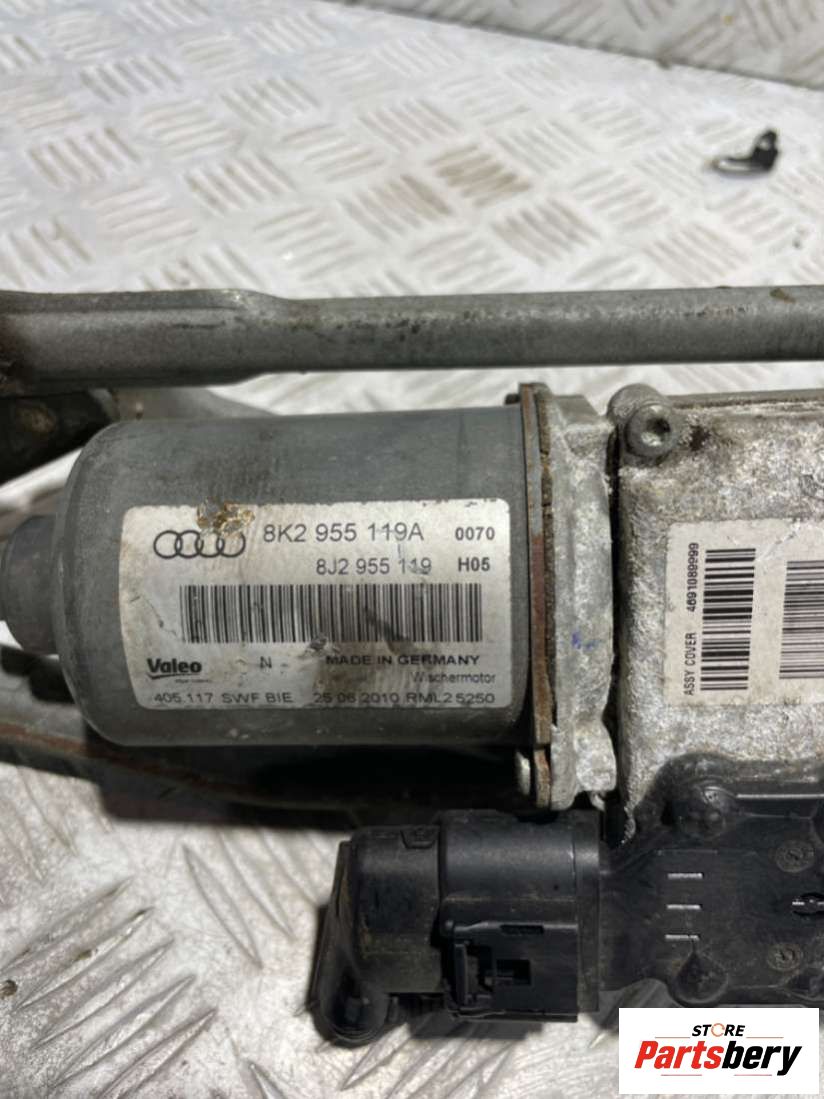 8K2 955 119A 0070
8J2 955 119 H05
Valeo N MADE IN GERMANY
Wischermotor
405.117 SWF BIE 25 06 2010 RML2 5250
ASSY COVER 4691089999
STORE
Partsbery